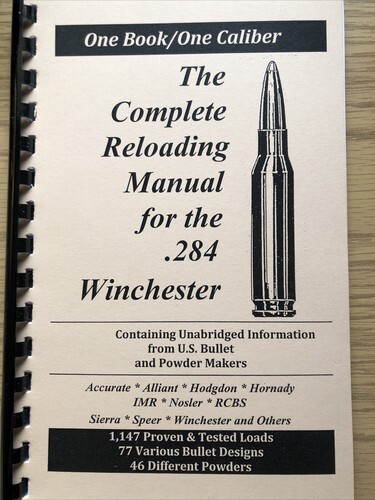 One Book/One Caliber
The
Complete
Reloading
Manual
for the
.284
Winchester
Containing Unabridged Information
from U.S. Bullet
and Powder Makers
Accurate * Alliant * Hodgdon * Hornady
IMR * Nosler * RCBS
Sierra * Speer * Winchester and Others
1,147 Proven & Tested Loads
77 Various Bullet Designs
46 Different Powders